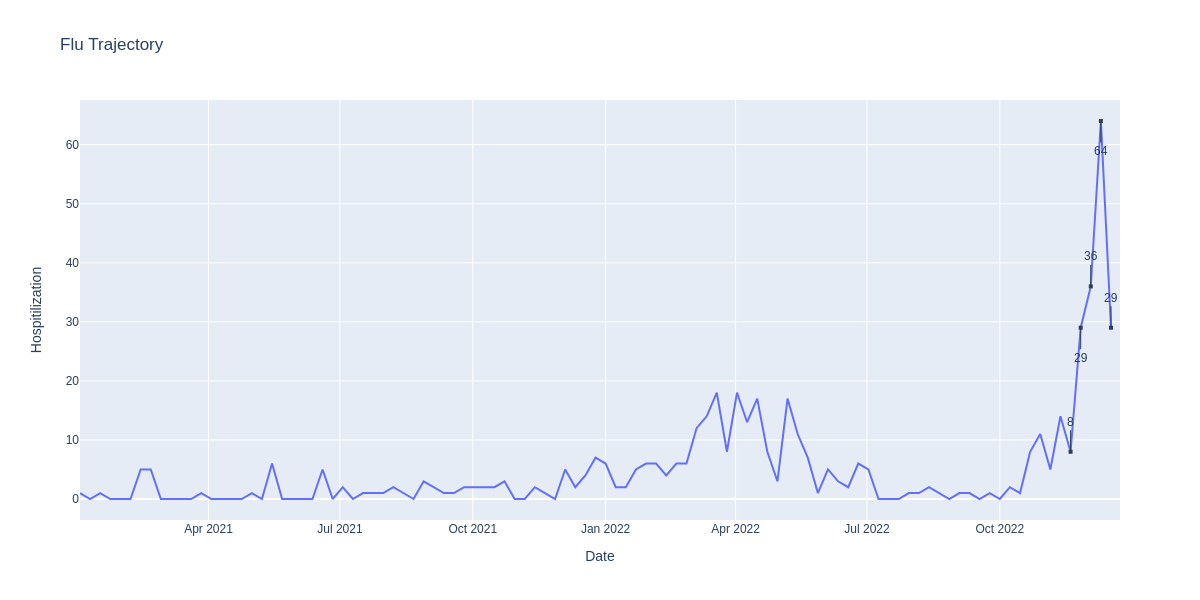 Flu Trajectory
Hospitilization
60
50
40
30
20
10
0
64
36
29
29
8
Apr 2021
Jul 2021
Oct 2021
Jan 2022
Apr 2022
Jul 2022
Oct 2022
Date